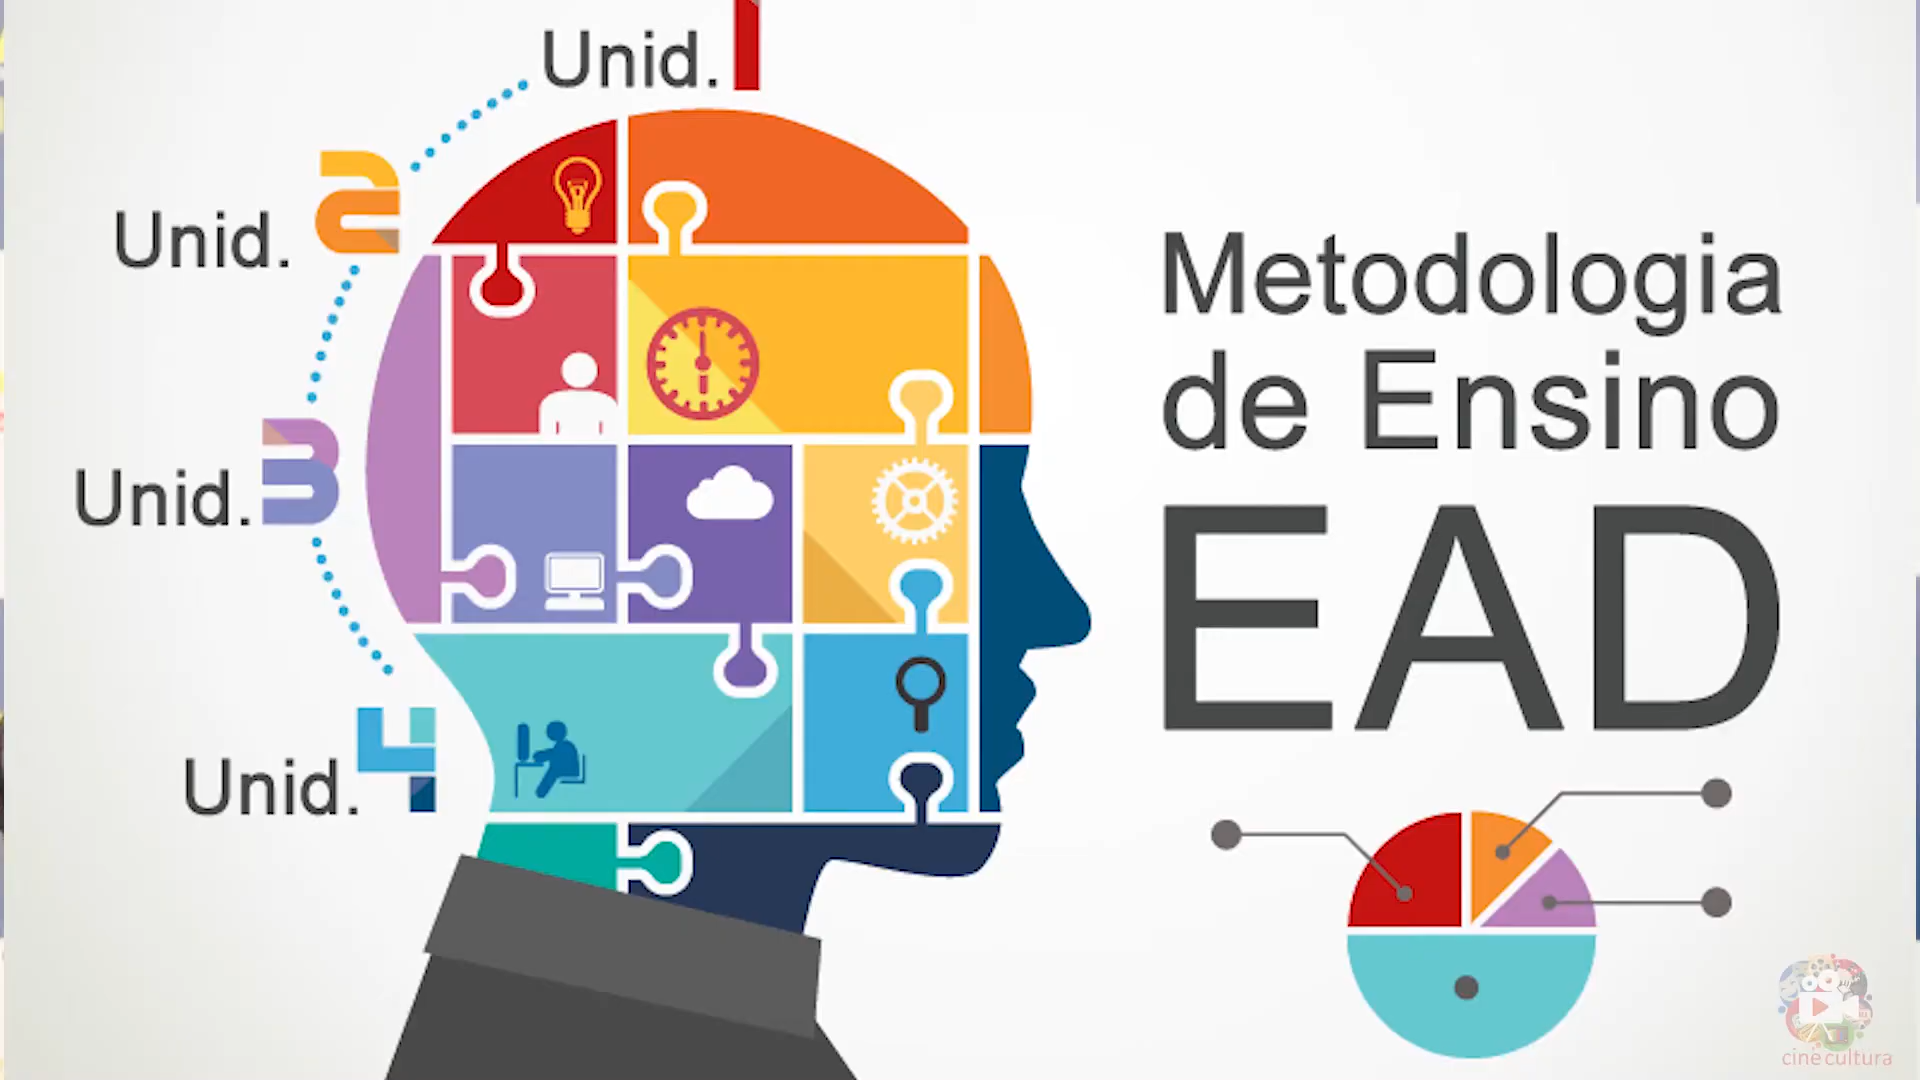 Unid.1
Unid. 2
Unid.3
Unid.4
Metodologia
de Ensino
EAD
cine cultura